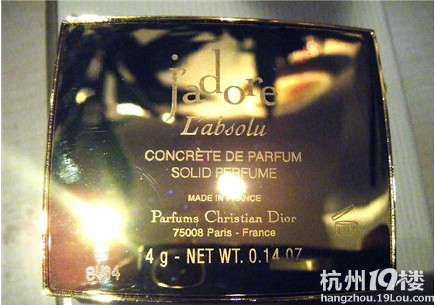 j'adore
L'absolu
CONCRÈTE DE PARFUM
SOLID PERFUME
MADE IN FRANCE
Parfums Christian Dior
75008 Paris - France
4 g - NET WT. 0.14 OZ
杭州19楼
hangzhou.19lou.com